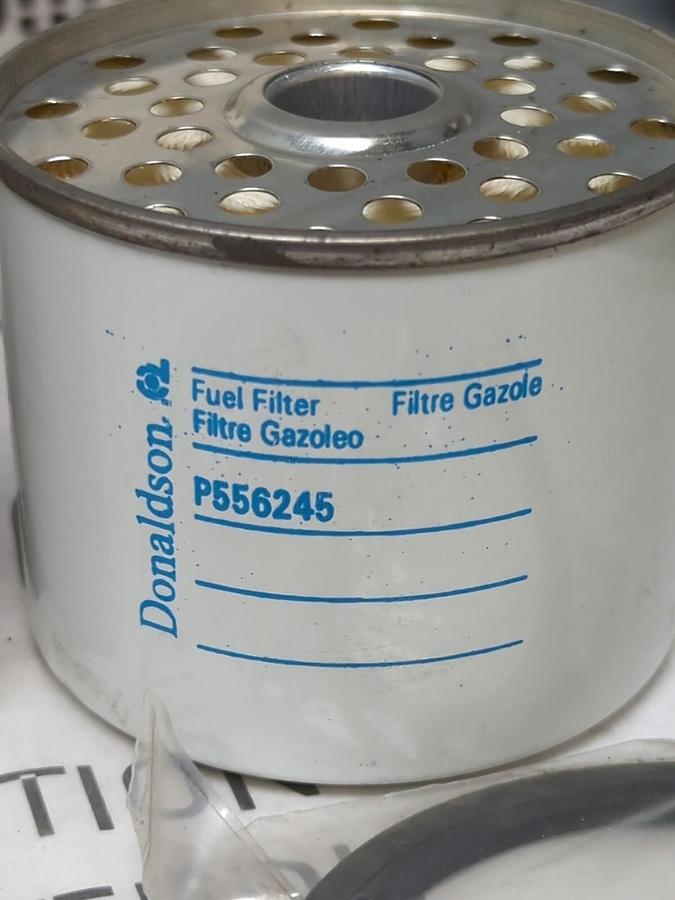 Donaldson.
Fuel Filter Filtre Gazole
Filtre Gazoleo
P556245